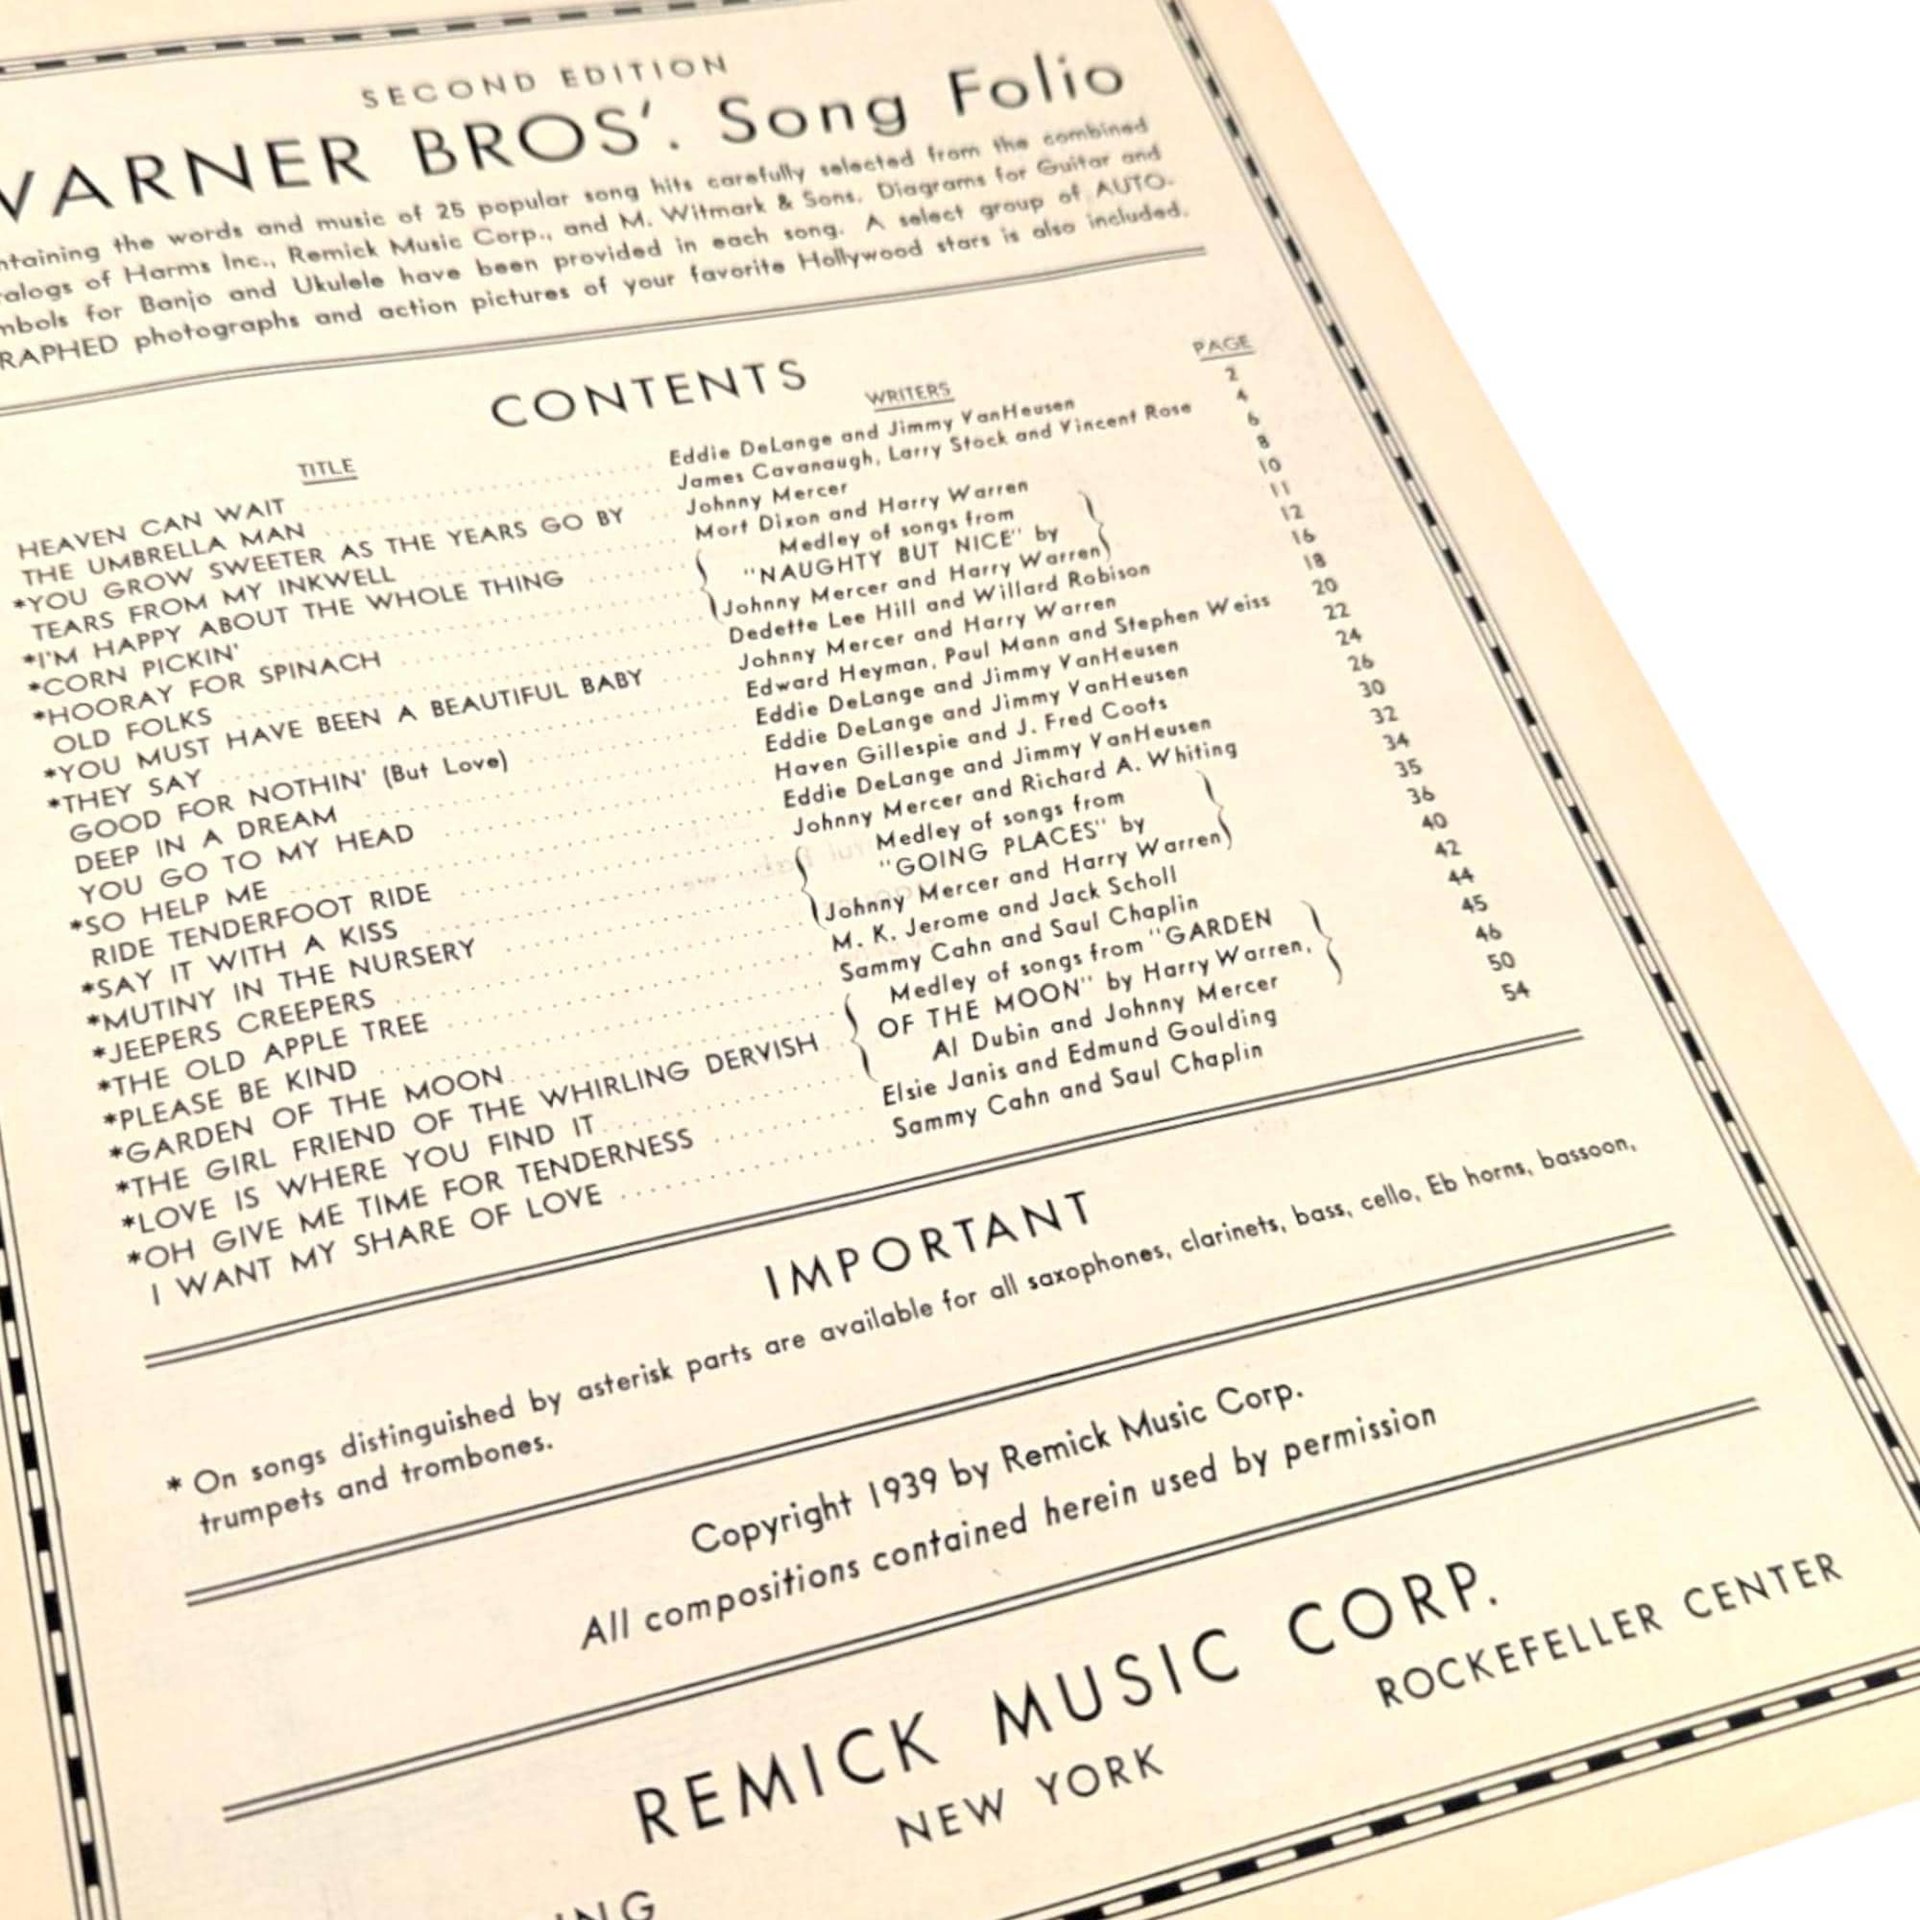 SECOND EDITION
WARNER BROS'. Song Folio
ntaining the words and music of 25 popular song hits carefully selected from the combined
talogs of Harms Inc., Remick Music Corp., and M. Witmark & Sons. Diagrams for Guitar and
mbols for Banjo and Ukulele have been provided in each song. A select group of AUTO-
RAPHED photographs and action pictures of your favorite Hollywood stars is also included.
CONTENTS
TITLE WRITERS PAGE
HEAVEN CAN WAIT Eddie DeLange and Jimmy VanHeusen 2
THE UMBRELLA MAN James Cavanaugh, Larry Stock and Vincent Rose 4
*YOU GROW SWEETER AS THE YEARS GO BY Johnny Mercer 6
TEARS FROM MY INKWELL Mort Dixon and Harry Warren 8
*I'M HAPPY ABOUT THE WHOLE THING Medley of songs from 10
*CORN PICKIN' "NAUGHTY BUT NICE" by 11
*HOORAY FOR SPINACH Johnny Mercer and Harry Warren 12
OLD FOLKS Dedette Lee Hill and Willard Robison 16
*YOU MUST HAVE BEEN A BEAUTIFUL BABY Johnny Mercer and Harry Warren 18
*THEY SAY Edward Heyman, Paul Mann and Stephen Weiss 20
GOOD FOR NOTHIN' (But Love) Eddie DeLange and Jimmy VanHeusen 22
DEEP IN A DREAM Eddie DeLange and Jimmy VanHeusen 24
YOU GO TO MY HEAD Haven Gillespie and J. Fred Coots 26
*SO HELP ME Eddie DeLange and Jimmy VanHeusen 30
RIDE TENDERFOOT RIDE Johnny Mercer and Richard A. Whiting 32
*SAY IT WITH A KISS Medley of songs from 34
*MUTINY IN THE NURSERY "GOING PLACES" by 35
*JEEPERS CREEPERS Johnny Mercer and Harry Warren 36
*THE OLD APPLE TREE M. K. Jerome and Jack Scholl 40
*PLEASE BE KIND Sammy Cahn and Saul Chaplin 42
*GARDEN OF THE MOON Medley of songs from "GARDEN 44
*THE GIRL FRIEND OF THE WHIRLING DERVISH OF THE MOON" by Harry Warren, 45
*LOVE IS WHERE YOU FIND IT Al Dubin and Johnny Mercer 46
*OH GIVE ME TIME FOR TENDERNESS Elsie Janis and Edmund Goulding 50
I WANT MY SHARE OF LOVE Sammy Cahn and Saul Chaplin 54
IMPORTANT
* On songs distinguished by asterisk parts are available for all saxophones, clarinets, bass, cello, Eb horns, bassoon,
trumpets and trombones.
Copyright 1939 by Remick Music Corp.
All compositions contained herein used by permission
REMICK MUSIC CORP.
NEW YORK ROCKEFELLER CENTER